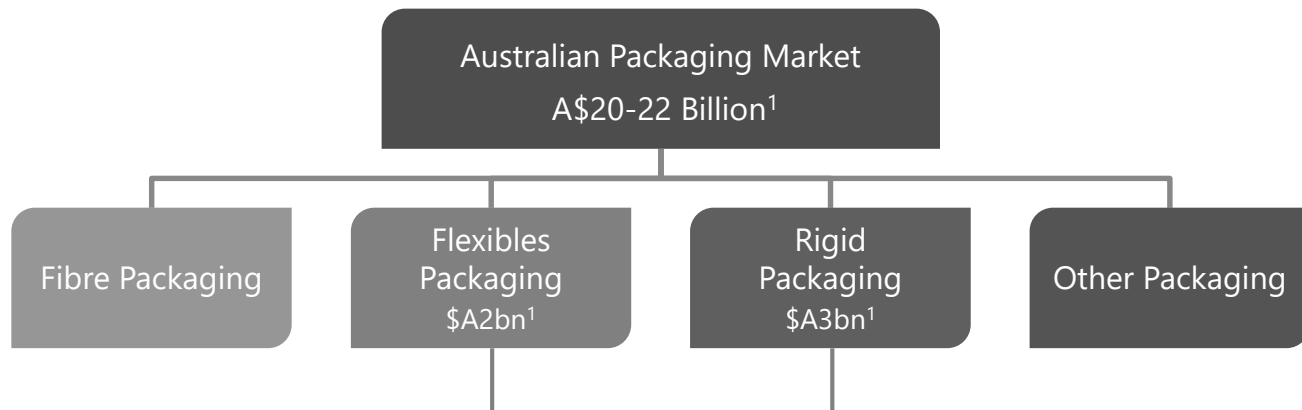 Australian Packaging Market
A$20-22 Billion¹
Fibre Packaging
Flexibles
Packaging
$A2bn¹
Rigid
Packaging
$A3bn¹
Other Packaging